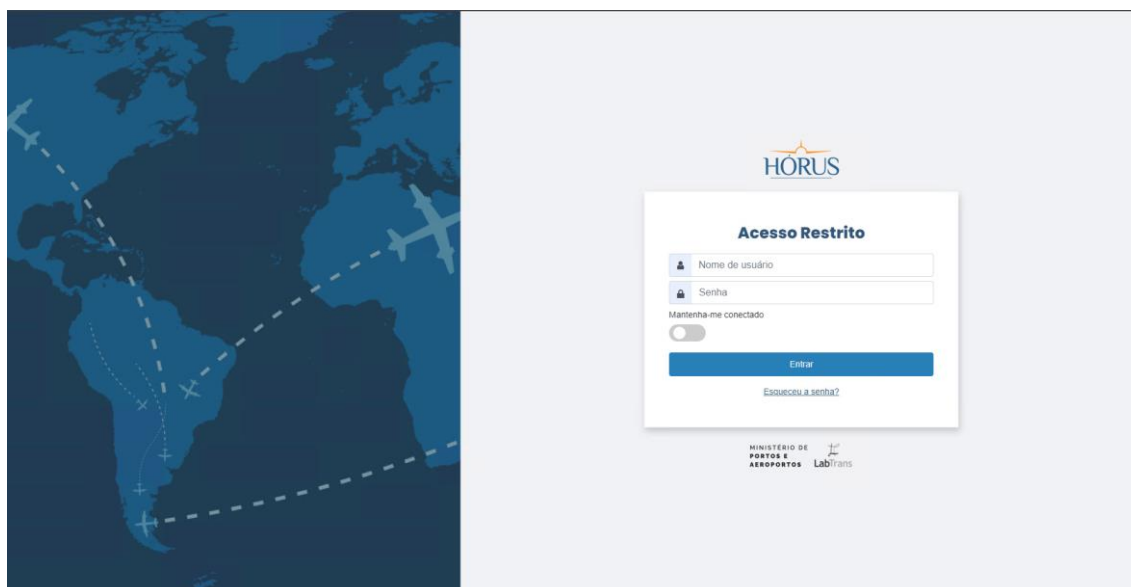 HÓRUS
Acesso Restrito
Nome de usuário
Senha
Mantenha-me conectado
Entrar
Esqueceu a senha?
MINISTÉRIO DE
PORTOS E
AEROPORTOS
LabTrans